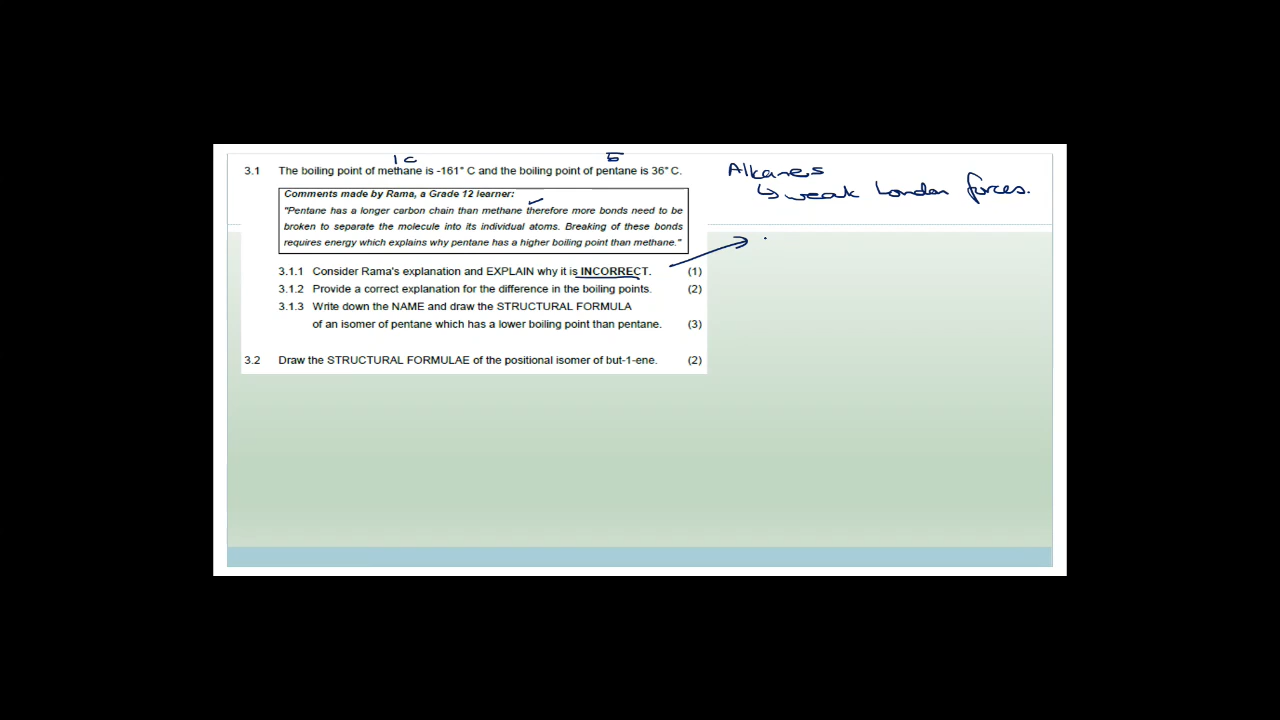 1C 5
3.1 The boiling point of methane is -161° C and the boiling point of pentane is 36° C.
Alkanes
↳ weak London forces.
Comments made by Rama, a Grade 12 learner:
"Pentane has a longer carbon chain than methane therefore more bonds need to be
broken to separate the molecule into its individual atoms. Breaking of these bonds
requires energy which explains why pentane has a higher boiling point than methane."
3.1.1 Consider Rama's explanation and EXPLAIN why it is INCORRECT. (1)
3.1.2 Provide a correct explanation for the difference in the boiling points. (2)
3.1.3 Write down the NAME and draw the STRUCTURAL FORMULA
of an isomer of pentane which has a lower boiling point than pentane. (3)
3.2 Draw the STRUCTURAL FORMULAE of the positional isomer of but-1-ene. (2)